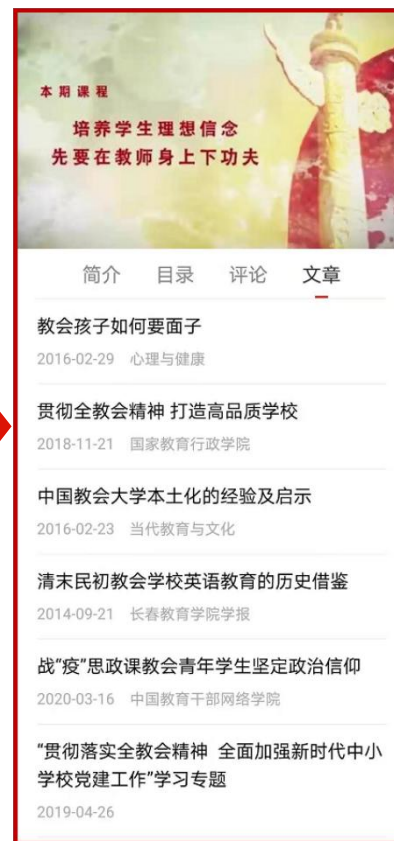 本期课程
培养学生理想信念
先要在教师身上下功夫
简介 目录 评论 文章
教会孩子如何要面子
2016-02-29 心理与健康
贯彻全教会精神 打造高品质学校
2018-11-21 国家教育行政学院
中国教会大学本土化的经验及启示
2016-02-23 当代教育与文化
清末民初教会学校英语教育的历史借鉴
2014-09-21 长春教育学院学报
战“疫”思政课教会青年学生坚定政治信仰
2020-03-16 中国教育干部网络学院
“贯彻落实全教会精神 全面加强新时代中小
学校党建工作”学习专题
2019-04-26